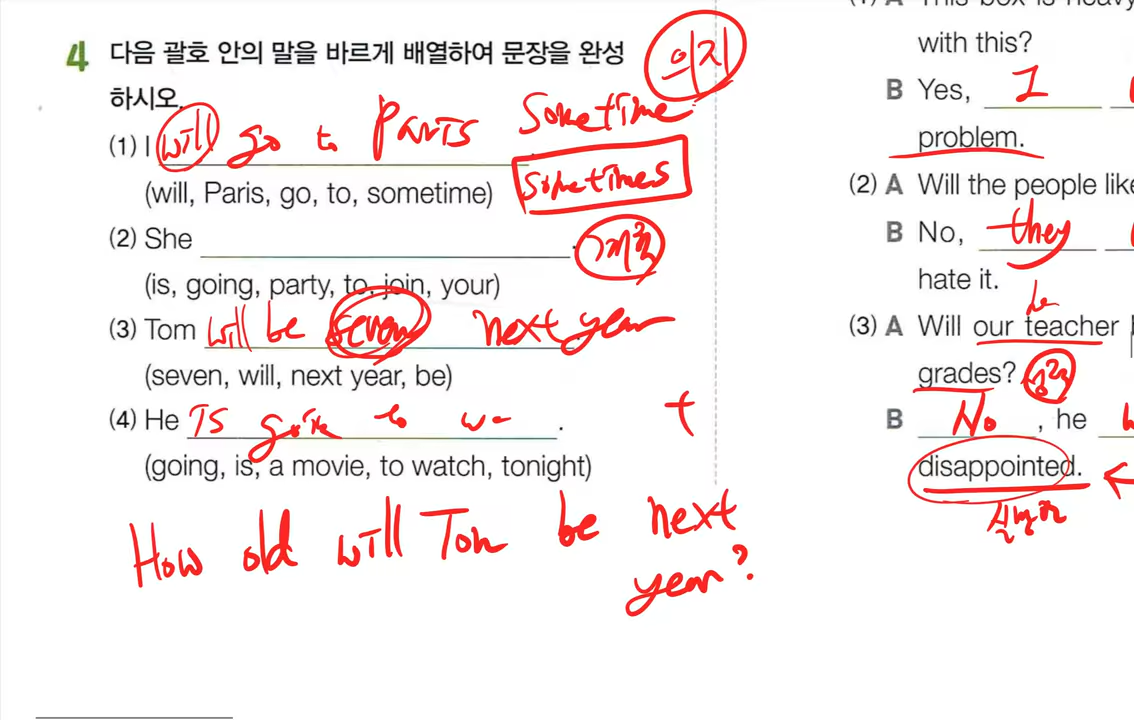 4 다음 괄호 안의 말을 바르게 배열하여 문장을 완성
하시오.
의지
(1) I will go to Paris sometime
(will, Paris, go, to, sometime)
sometimes
(2) She .
계획
(is, going, party, to, join, your)
(3) Tom will be seven next year
(seven, will, next year, be)
(4) He is going to .
t
(going, is, a movie, to watch, tonight)
How old will Tom be next
year?
with this?
B Yes, I
problem.
(2) A Will the people like
B No, they
hate it.
be
(3) A Will our teacher
grades?
B No, he
disappointed.
실망한